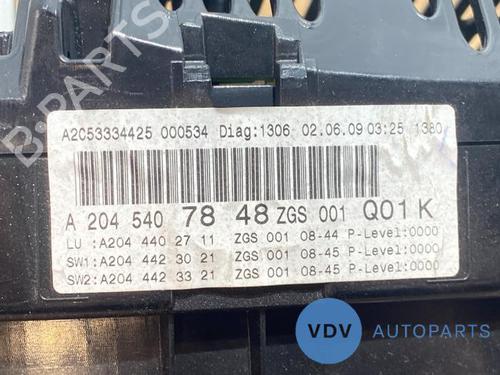 B-PARTS
A2C53334425 000534 Diag:1306 02.06.09 03:25 1380
A 204 540 78 48 ZGS 001 Q01 K
LU :A204 440 27 11 ZGS 001 08-44 P-Level:0000
SW1:A204 442 30 21 ZGS 001 08-45 P-Level:0000
SW2:A204 442 33 21 ZGS 001 08-45 P-Level:0000
VDV AUTOPARTS